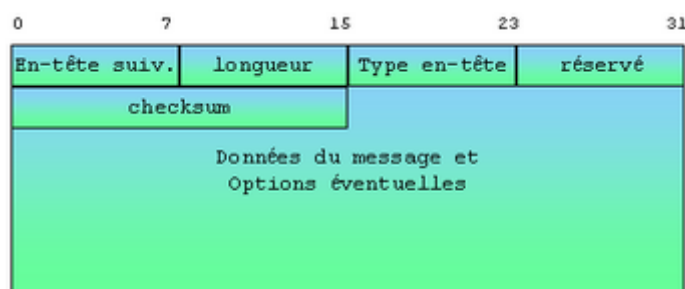 0 7 15 23 31
En-tête suiv. longueur Type en-tête réservé
checksum
Données du message et
Options éventuelles